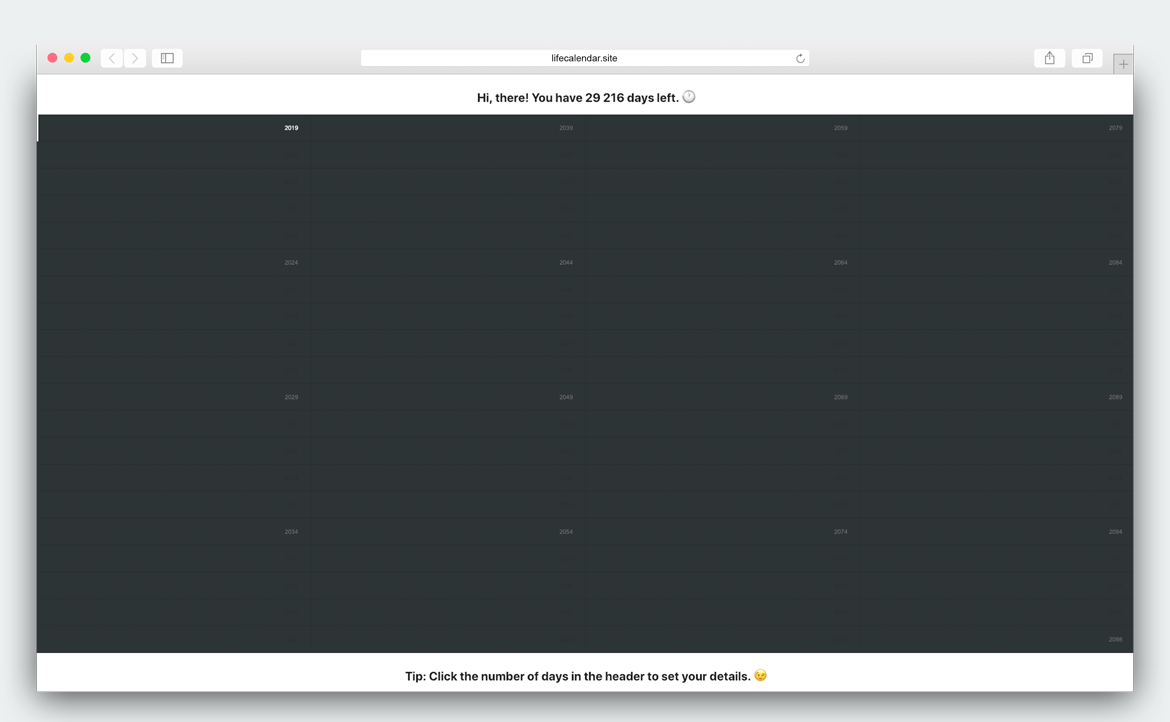 lifecalendar.site
Hi, there! You have 29 216 days left. 🕐
2019 2039 2059 2079
2024 2044 2064 2084
2029 2049 2069 2089
2034 2054 2074 2094
2098
Tip: Click the number of days in the header to set your details. 😉